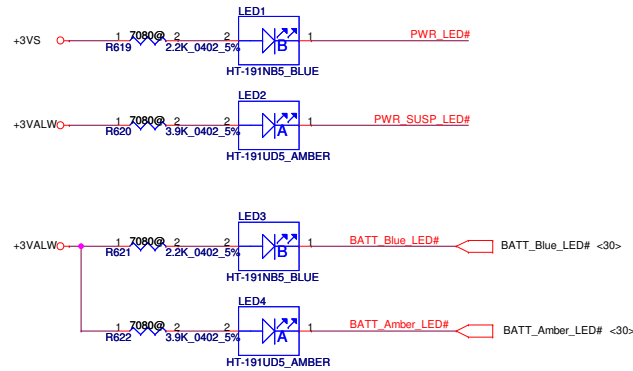 LED1
+3VS 1 7080@ 2 2 B 1 PWR_LED#
R619 2.2K_0402_5%
HT-191NB5_BLUE
LED2
+3VALW 1 7080@ 2 2 A 1 PWR_SUSP_LED#
R620 3.9K_0402_5%
HT-191UD5_AMBER
LED3
+3VALW 1 7080@ 2 2 B 1 BATT_Blue_LED# BATT_Blue_LED# <30>
R621 2.2K_0402_5%
HT-191NB5_BLUE
LED4
1 7080@ 2 2 A 1 BATT_Amber_LED# BATT_Amber_LED# <30>
R622 3.9K_0402_5%
HT-191UD5_AMBER